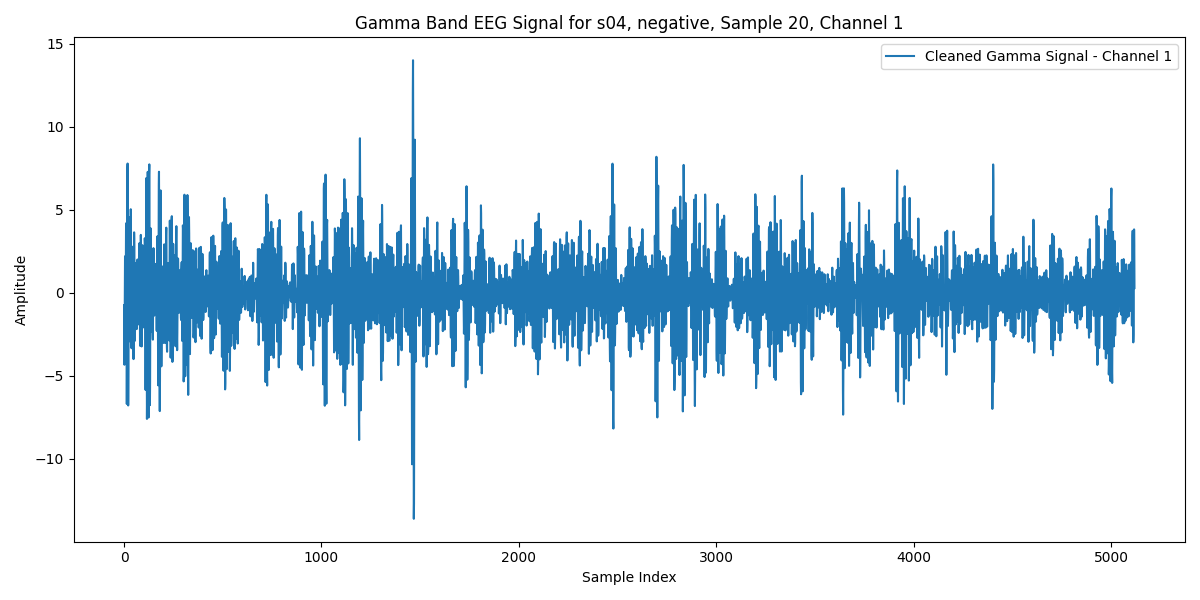 Gamma Band EEG Signal for s04, negative, Sample 20, Channel 1
Cleaned Gamma Signal - Channel 1
15
10
5
0
−5
−10
Amplitude
0 1000 2000 3000 4000 5000
Sample Index